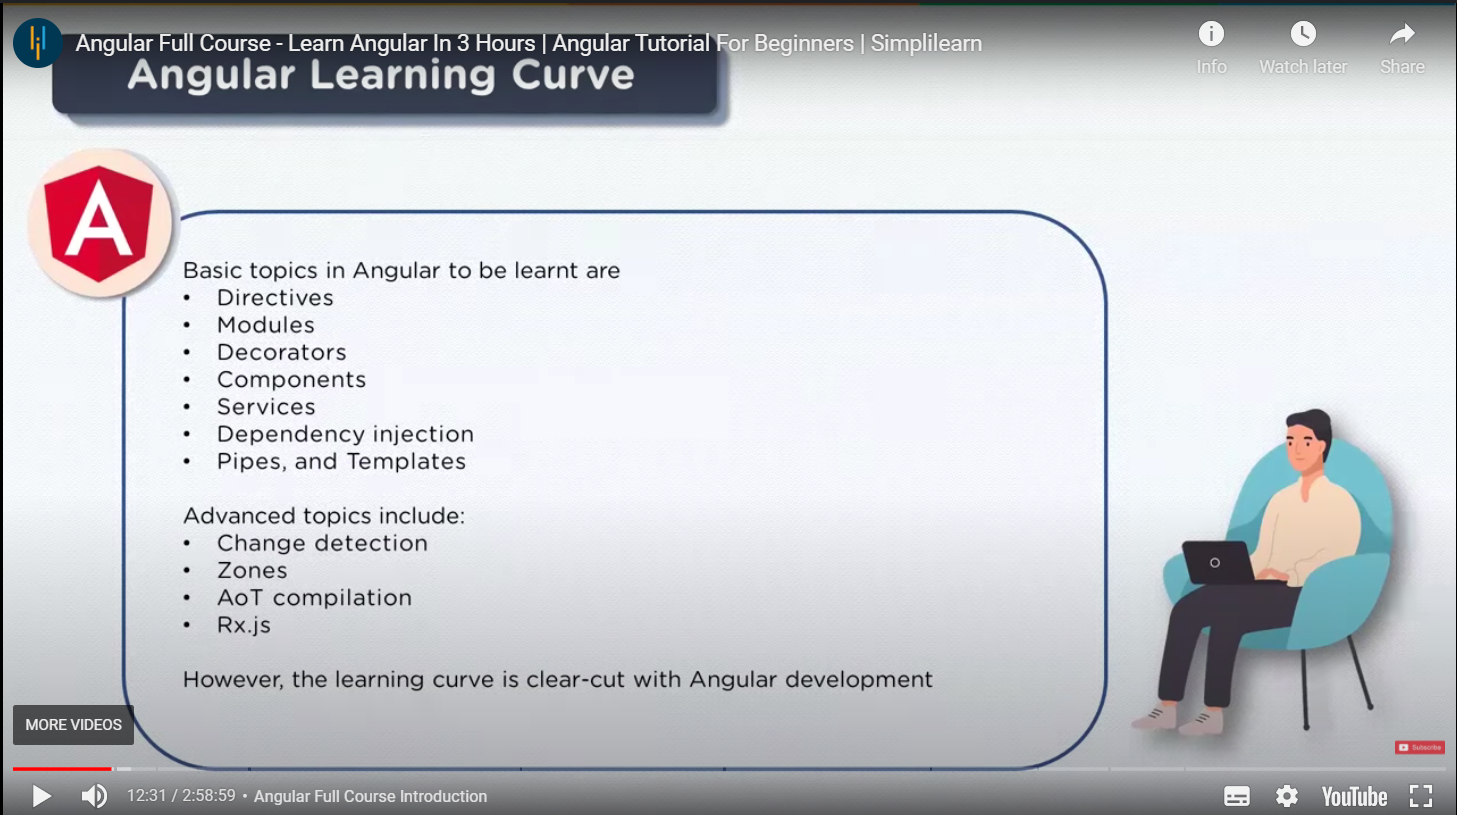 Angular Full Course - Learn Angular In 3 Hours | Angular Tutorial For Beginners | Simplilearn
Info
Watch later
Share
Angular Learning Curve
A
Basic topics in Angular to be learnt are
• Directives
• Modules
• Decorators
• Components
• Services
• Dependency injection
• Pipes, and Templates
Advanced topics include:
• Change detection
• Zones
• AoT compilation
• Rx.js
However, the learning curve is clear-cut with Angular development
MORE VIDEOS
Subscribe
12:31 / 2:58:59 • Angular Full Course Introduction
YouTube